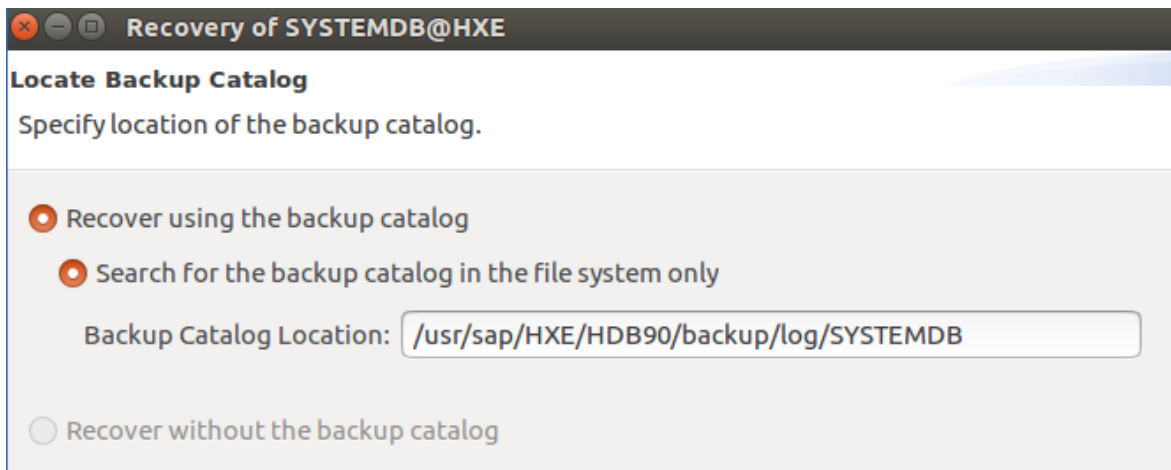 Recovery of SYSTEMDB@HXE
Locate Backup Catalog
Specify location of the backup catalog.
Recover using the backup catalog
Search for the backup catalog in the file system only
Backup Catalog Location: /usr/sap/HXE/HDB90/backup/log/SYSTEMDB
Recover without the backup catalog